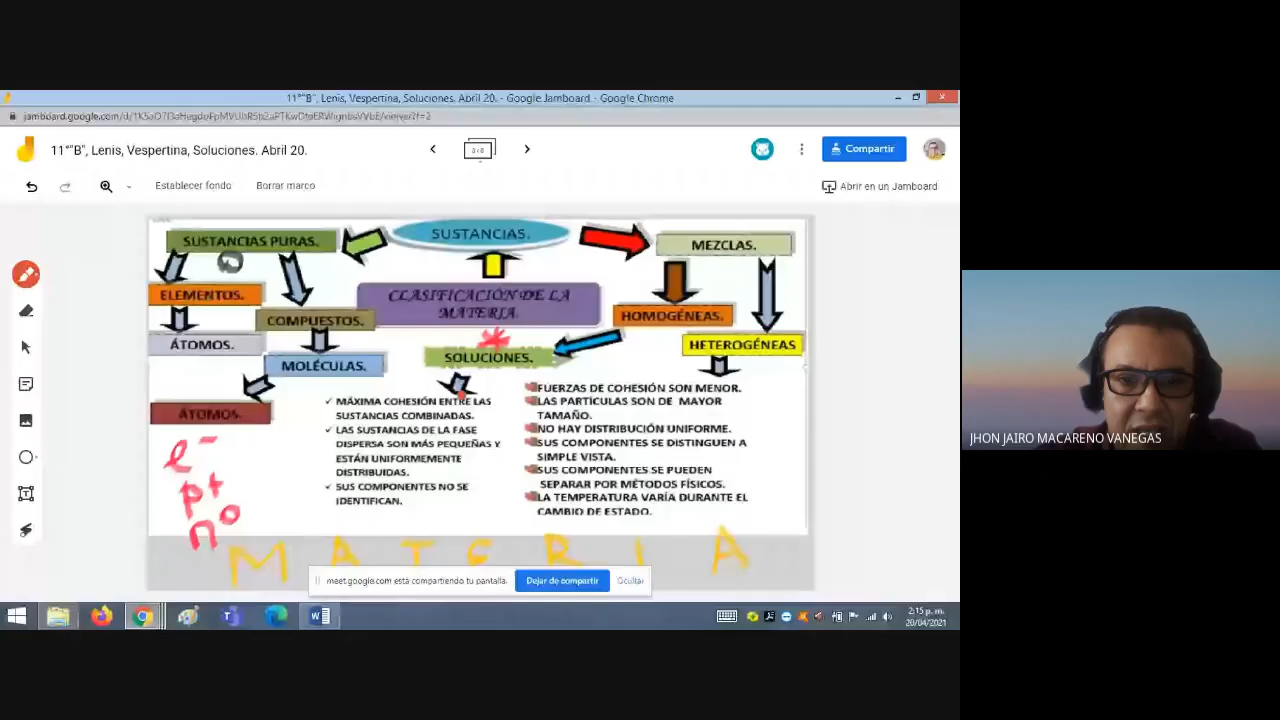 11°"B", Lenis, Vespertina, Soluciones. Abril 20. - Google Jamboard - Google Chrome
11°"B", Lenis, Vespertina, Soluciones. Abril 20.
3/8
Compartir
Establecer fondo
Borrar marco
Abrir en un Jamboard
SUSTANCIAS.
SUSTANCIAS PURAS.
MEZCLAS.
ELEMENTOS.
CLASIFICACIÓN DE LA
MATERIA.
COMPUESTOS.
HOMOGÉNEAS.
ÁTOMOS.
HETEROGÉNEAS
*
SOLUCIONES.
MOLÉCULAS.
ÁTOMOS.
✓ MÁXIMA COHESIÓN ENTRE LAS
SUSTANCIAS COMBINADAS.
✓ LAS SUSTANCIAS DE LA FASE
DISPERSA SON MÁS PEQUEÑAS Y
ESTÁN UNIFORMEMENTE
DISTRIBUIDAS.
✓ SUS COMPONENTES NO SE
IDENTIFICAN.
FUERZAS DE COHESIÓN SON MENOR.
LAS PARTÍCULAS SON DE MAYOR
TAMAÑO.
NO HAY DISTRIBUCIÓN UNIFORME.
SUS COMPONENTES SE DISTINGUEN A
SIMPLE VISTA.
SUS COMPONENTES SE PUEDEN
SEPARAR POR MÉTODOS FÍSICOS.
LA TEMPERATURA VARÍA DURANTE EL
CAMBIO DE ESTADO.
e-
p+
n0
M A T E R I A
meet.google.com está compartiendo tu pantalla.
Dejar de compartir
Ocultar
2:15 p. m.
20/04/2021
JHON JAIRO MACARENO VANEGAS